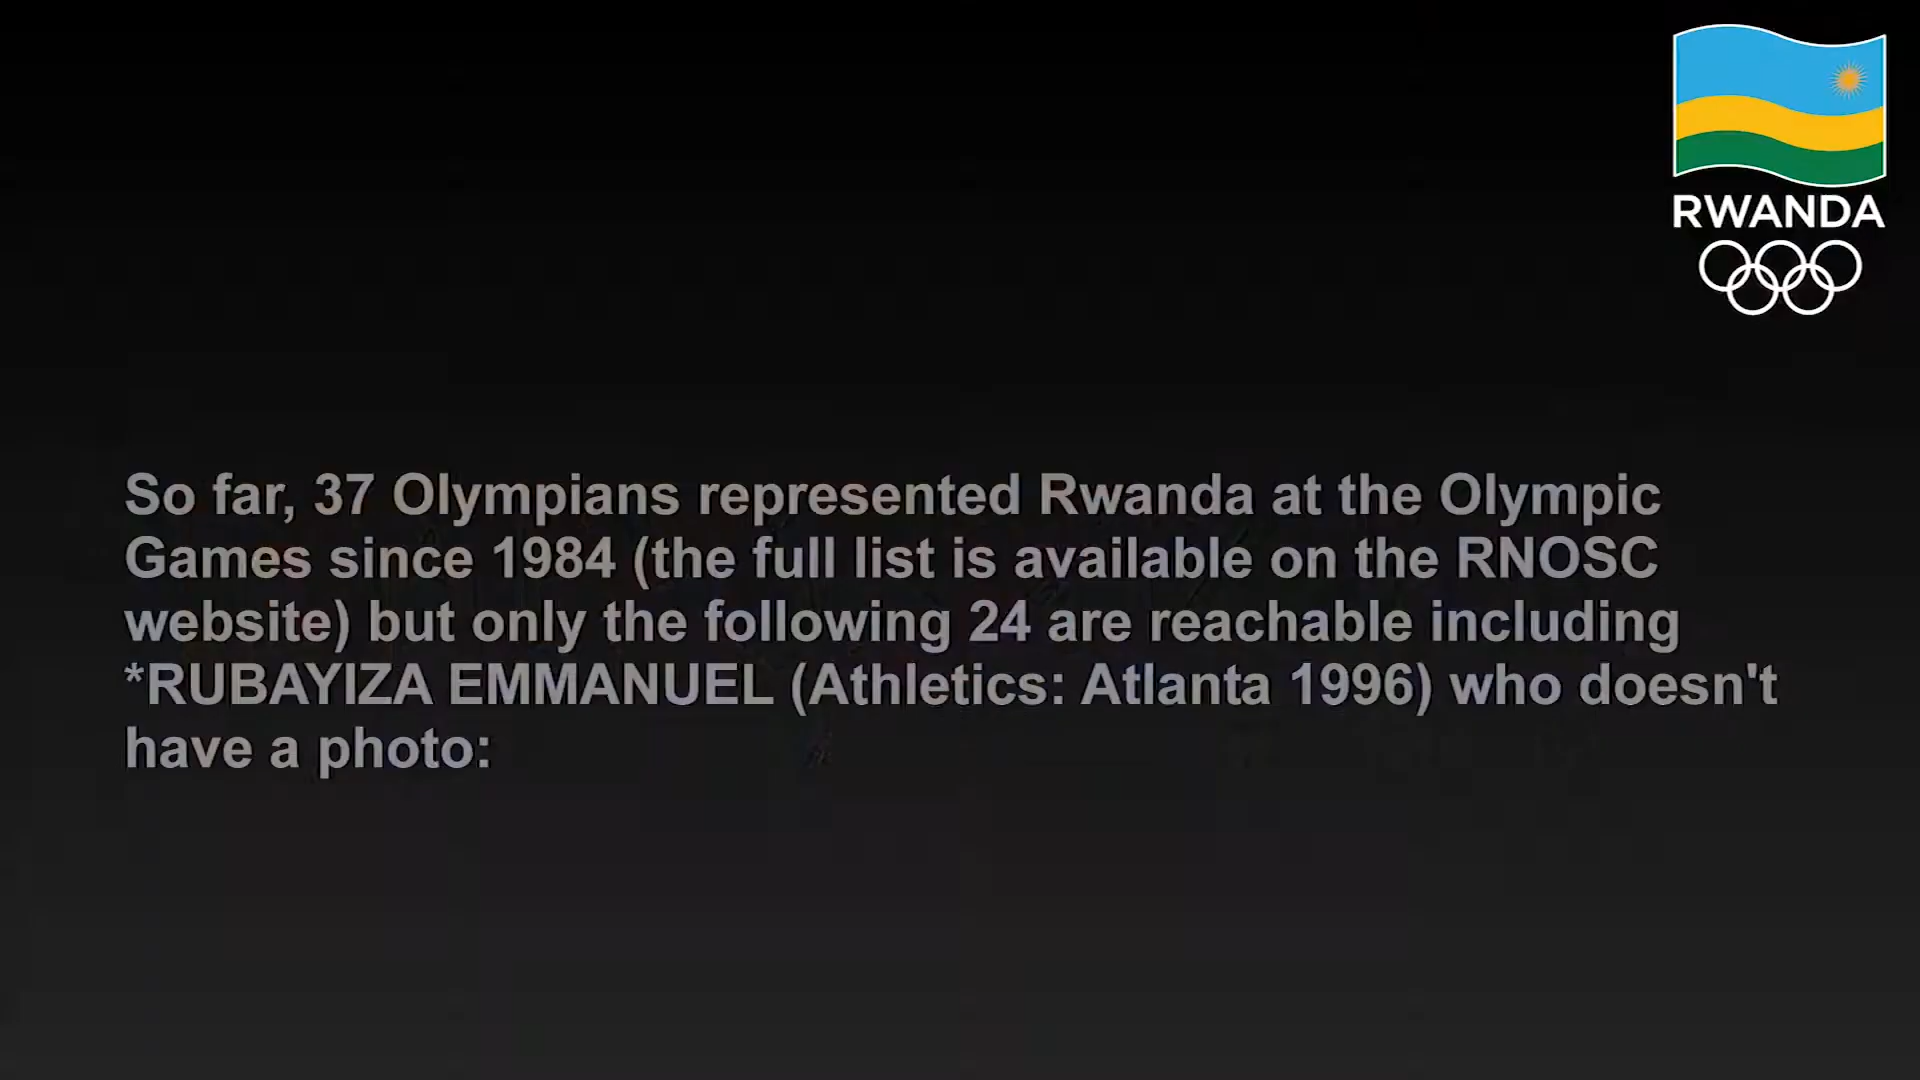 RWANDA
So far, 37 Olympians represented Rwanda at the Olympic
Games since 1984 (the full list is available on the RNOSC
website) but only the following 24 are reachable including
*RUBAYIZA EMMANUEL (Athletics: Atlanta 1996) who doesn't
have a photo: